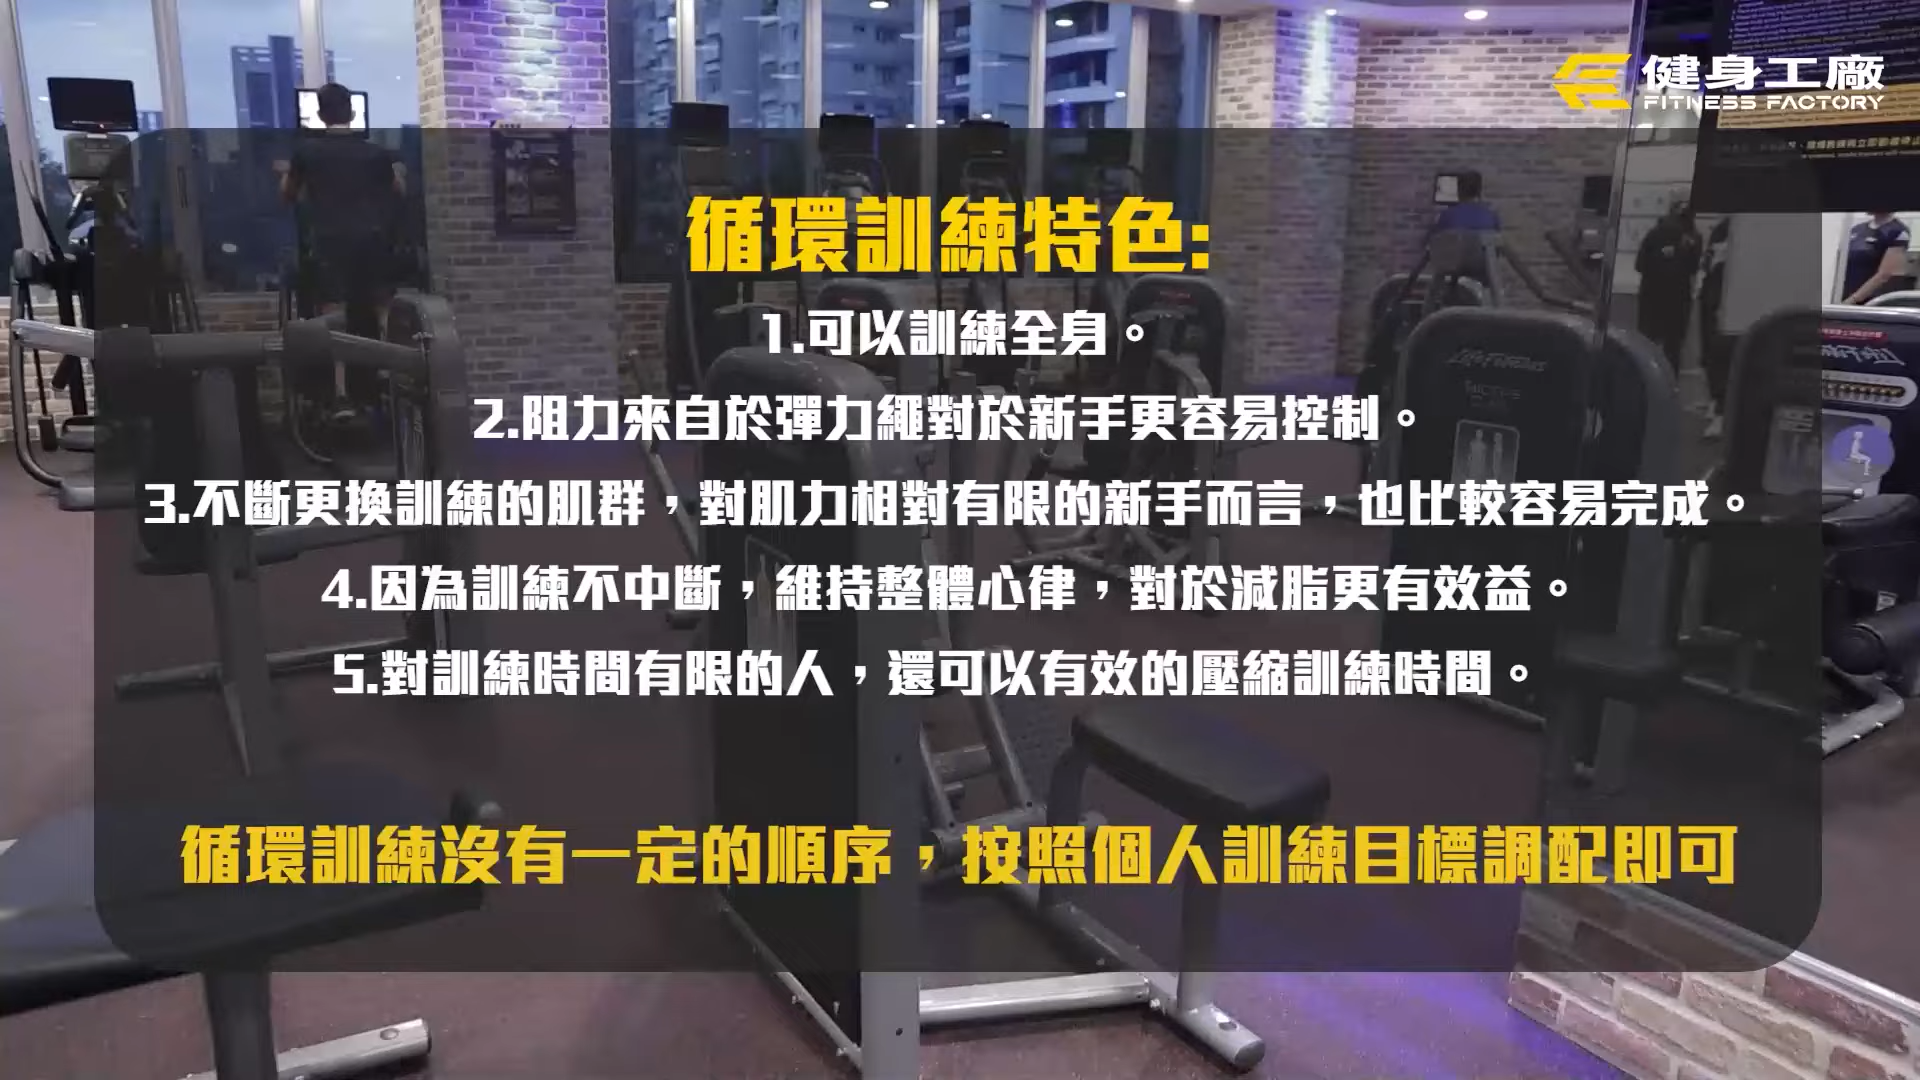 健身工廠
FITNESS FACTORY
循環訓練特色:
1.可以訓練全身。
2.阻力來自於彈力繩對於新手更容易控制。
3.不斷更換訓練的肌群，對肌力相對有限的新手而言，也比較容易完成。
4.因為訓練不中斷，維持整體心律，對於減脂更有效益。
5.對訓練時間有限的人，還可以有效的壓縮訓練時間。
循環訓練沒有一定的順序，按照個人訓練目標調配即可
Life Fitness